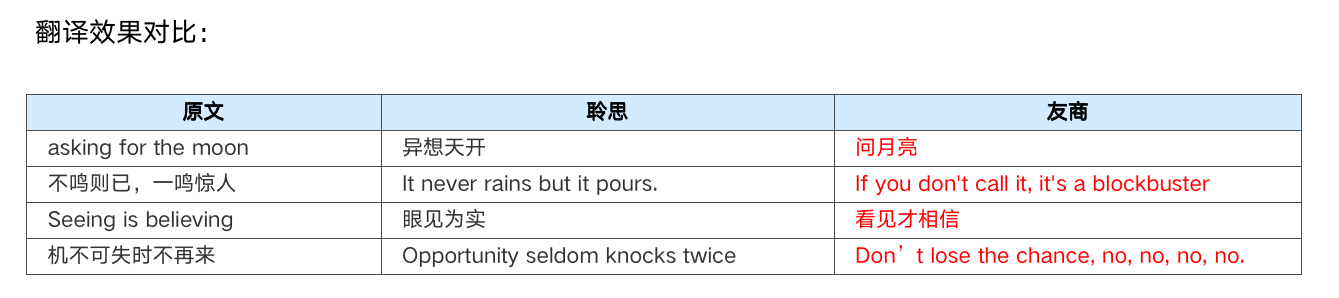 翻译效果对比：
原文 聆思 友商
asking for the moon 异想天开 问月亮
不鸣则已，一鸣惊人 It never rains but it pours. If you don't call it, it's a blockbuster
Seeing is believing 眼见为实 看见才相信
机不可失时不再来 Opportunity seldom knocks twice Don’t lose the chance, no, no, no, no.